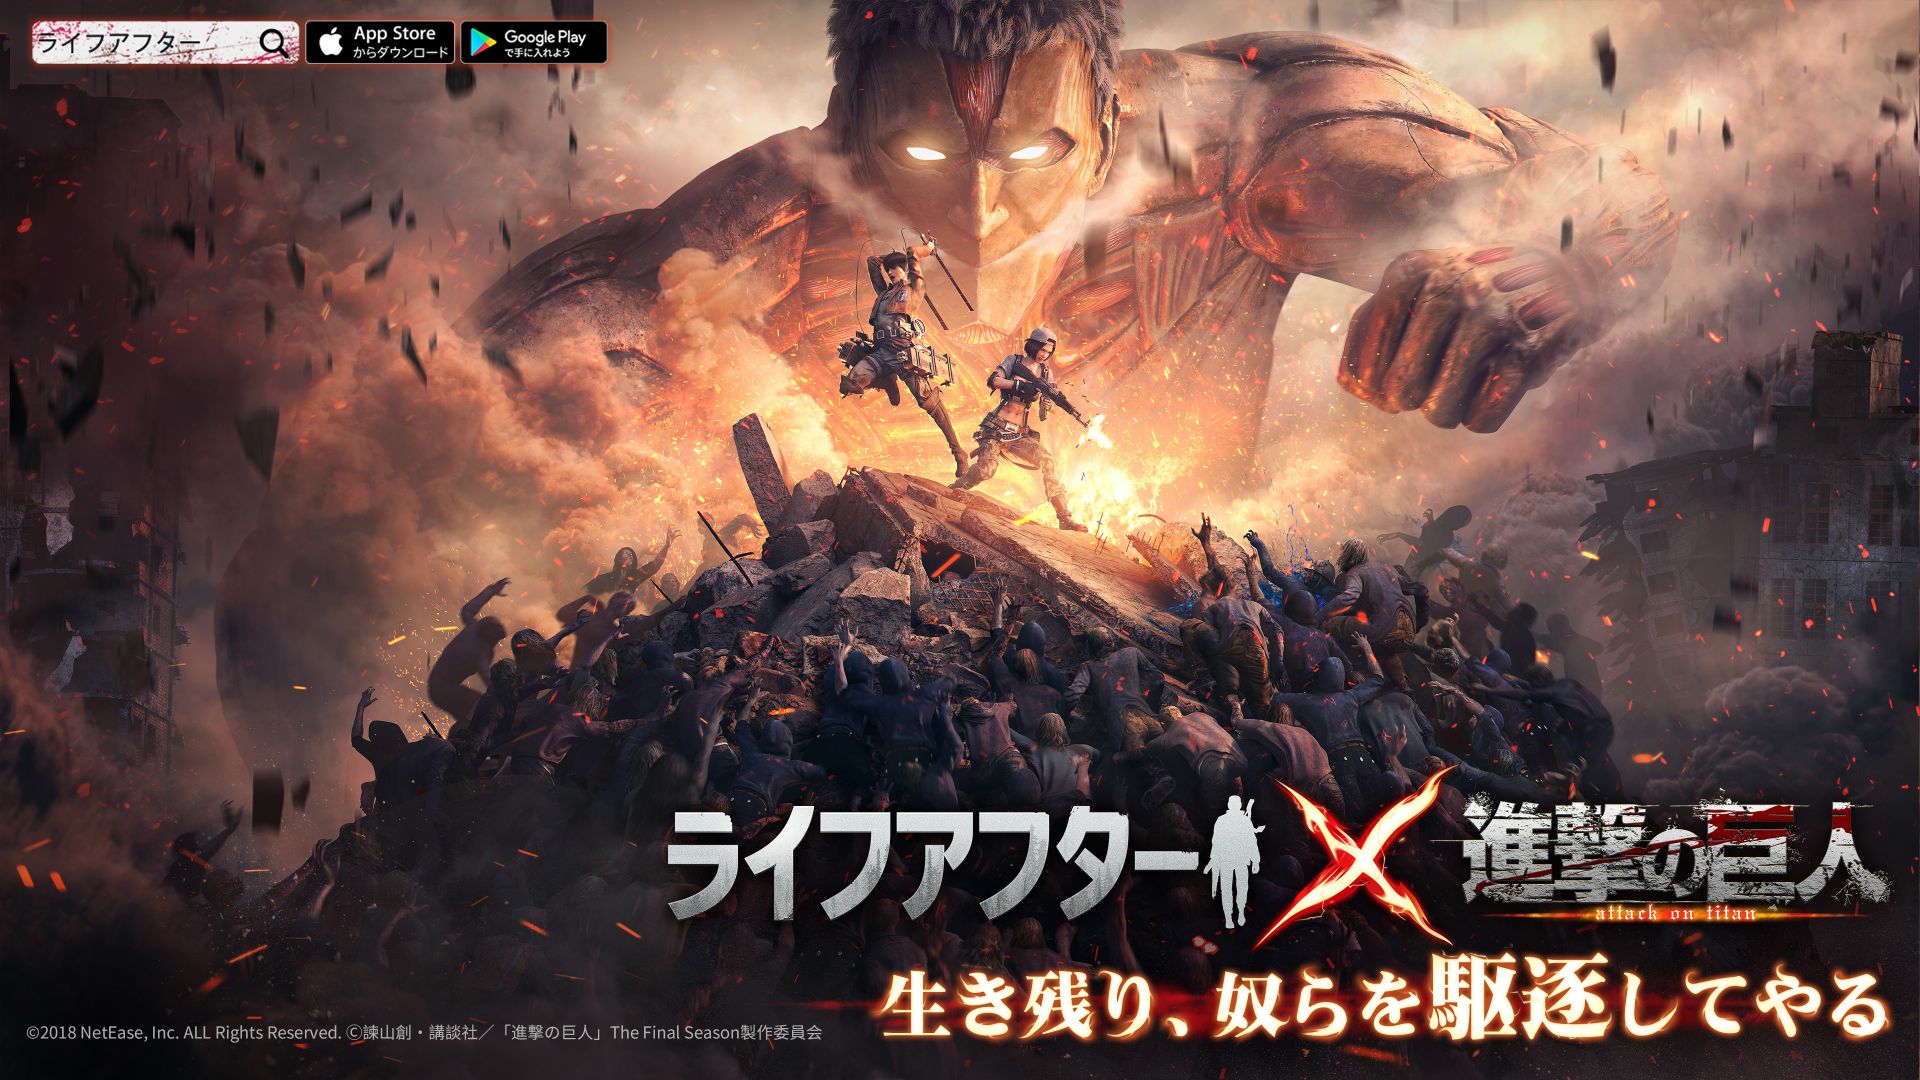 ライフアフター
App Store
からダウンロード
Google Play
で手に入れよう
ライフアフター × 進撃の巨人
attack on titan
生き残り、奴らを駆逐してやる
©2018 NetEase, Inc. ALL Rights Reserved. Ⓒ諫山創・講談社／「進撃の巨人」The Final Season製作委員会